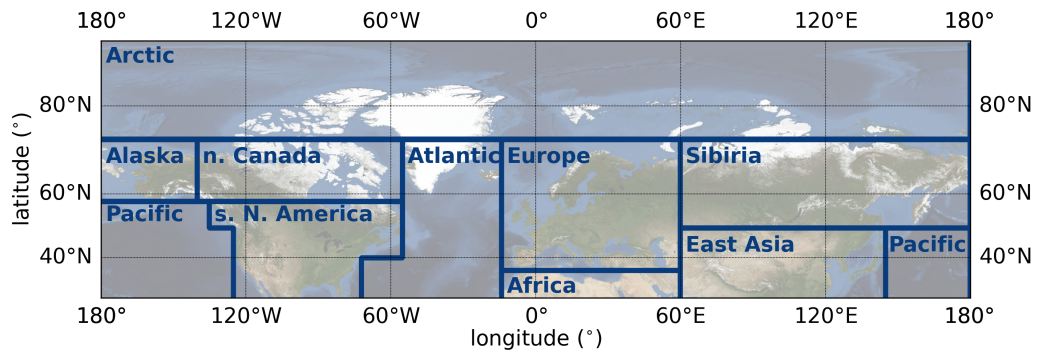 180° 120°W 60°W 0° 60°E 120°E 180°
Arctic
80°N 80°N
Alaska n. Canada Atlantic Europe Sibiria
60°N 60°N
Pacific s. N. America
East Asia Pacific
40°N 40°N
Africa
180° 120°W 60°W 0° 60°E 120°E 180°
longitude (°)
latitude (°)